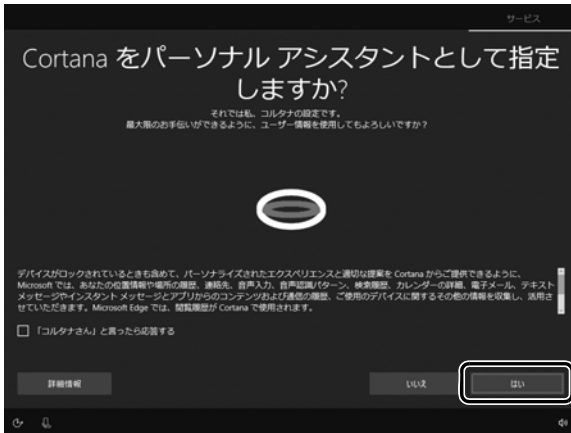 サービス
Cortana をパーソナル アシスタントとして指定
しますか?
それでは私、コルタナの設定です。
最大限のお手伝いができるように、ユーザー情報を使用してもよろしいですか？
デバイスがロックされているときも含めて、パーソナライズされたエクスペリエンスと適切な提案を Cortana からご提供できるように、
Microsoft では、あなたの位置情報や場所の履歴、連絡先、音声入力、音声認識パターン、検索履歴、カレンダーの詳細、電子メール、テキスト
メッセージやインスタント メッセージとアプリからのコンテンツおよび通信の履歴、ご使用のデバイスに関するその他の情報を収集し、活用さ
せていただきます。Microsoft Edge では、閲覧履歴が Cortana で使用されます。
「コルタナさん」と言ったら応答する
詳細情報
いいえ
はい